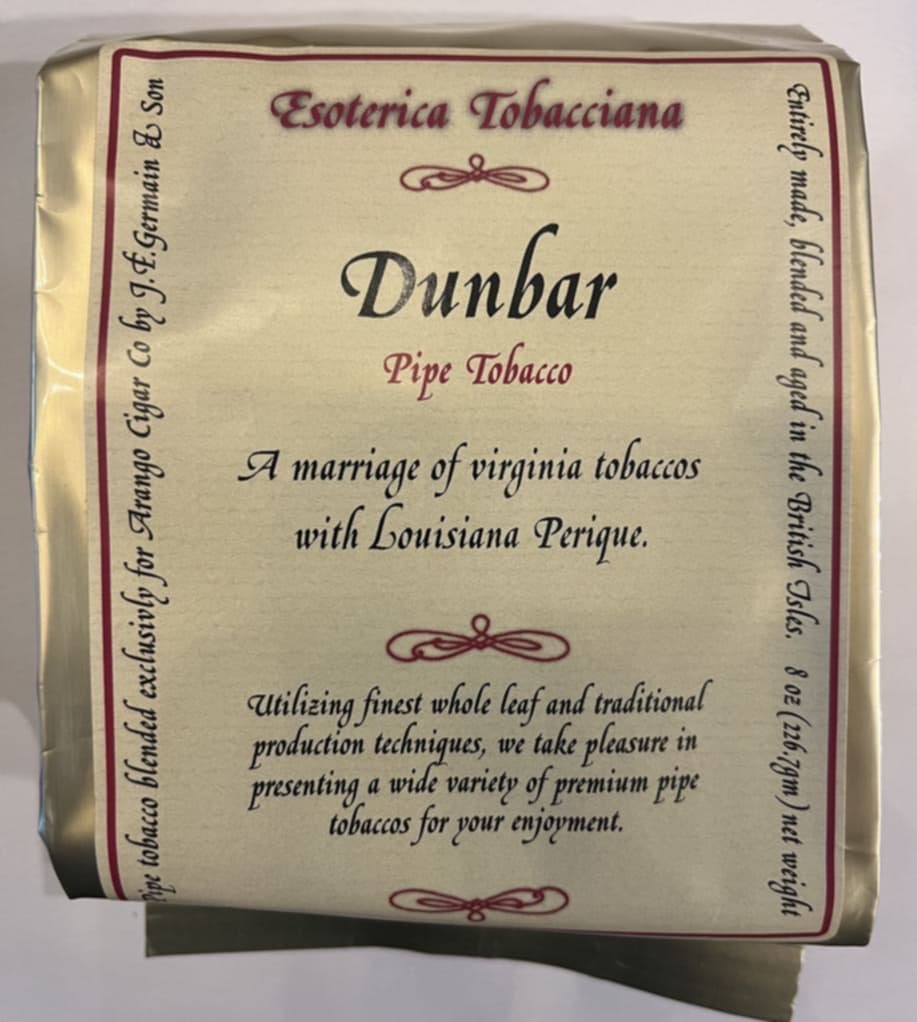 Esoterica Tobacciana
Dunbar
Pipe Tobacco
A marriage of virginia tobaccos
with Louisiana Perique.
Utilizing finest whole leaf and traditional
production techniques, we take pleasure in
presenting a wide variety of premium pipe
tobaccos for your enjoyment.
Pipe tobacco blended exclusivly for Arango Cigar Co by J.F.Germain & Son
Entirely made, blended and aged in the British Isles. 8 oz (226.7gm) net weight